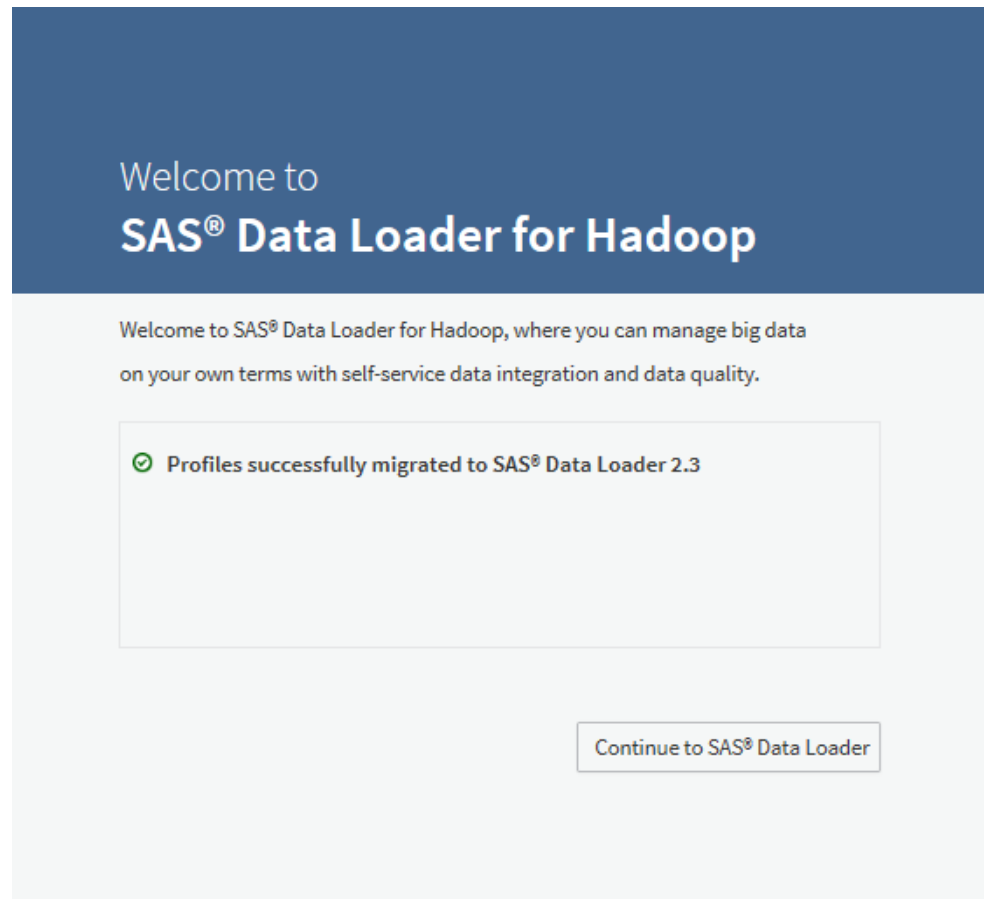 Welcome to
SAS® Data Loader for Hadoop
Welcome to SAS® Data Loader for Hadoop, where you can manage big data
on your own terms with self-service data integration and data quality.
Profiles successfully migrated to SAS® Data Loader 2.3
Continue to SAS® Data Loader